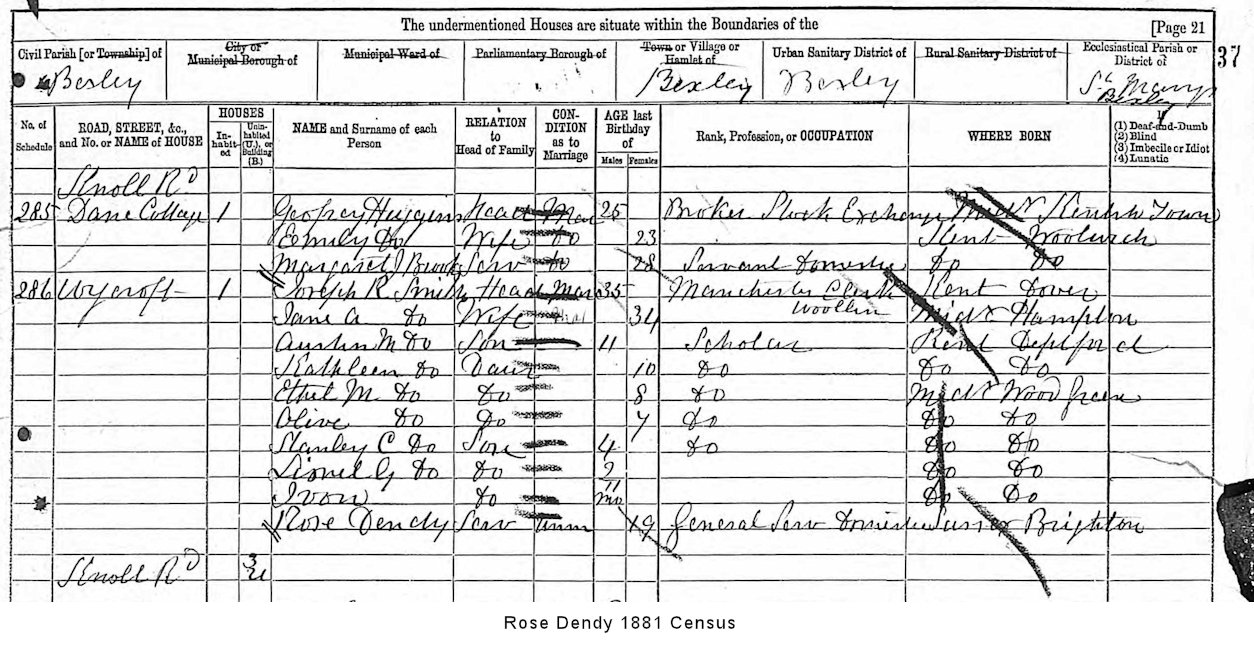 The undermentioned Houses are situate within the Boundaries of the [Page 21
Civil Parish [or Township] of City or Municipal Borough of Municipal Ward of Parliamentary Borough of Town or Village or Hamlet of Urban Sanitary District of Rural Sanitary District of Ecclesiastical Parish or District of
37
Bexley Bexley Bexley St Marys Bexley
No. of Schedule ROAD, STREET, &c., and No. or NAME of HOUSE HOUSES In-habit-ed Unin-habited (U.), or Building (B.) NAME and Surname of each Person RELATION to Head of Family CON-DITION as to Marriage AGE last Birthday of Males Females Rank, Profession, or OCCUPATION WHERE BORN
(1) Deaf-and-Dumb
(2) Blind
(3) Imbecile or Idiot
(4) Lunatic
Knoll Rd
285 Dane Cottage 1 Geofrey Huggins Head Mar 25 Broker Stock Exchange Midx Kentish Town
Emily Do Wife Do 23 Kent Woolwich
Margaret J Brook Serv Do 28 Servant Domestic Do Do
286 Wycroft 1 Joseph R Smith Head Mar 35 Manchester Clerk Woollen Kent Dover
Jane A Do Wife 34 Midx Hampton
Austin M Do Son 11 Scholar Kent Deptford
Kathleen Do Daur 10 Do Do Do
Ethel M Do Do 8 Do Midx Wood Green
Olive Do Do 7 Do Do Do
Stanley C Do Son 4 Do Do Do
Lionel G Do Do 2 Do Do
Ivon Do 11 mo Do Do
Rose Dendy Serv Unm 19 General Serv Domestic Sussex Brighton
Knoll Rd 3 U
Rose Dendy 1881 Census